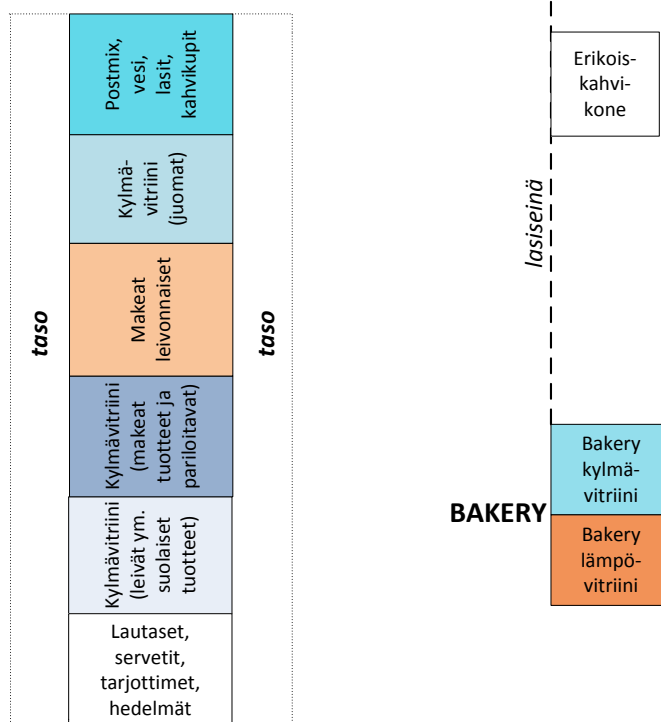 Postmix,
vesi,
lasit,
kahvikupit
Kylmä-
vitriini
(juomat)
Makeat
leivonnaiset
Kylmävitriini
(makeat
tuotteet ja
pariloitavat)
Kylmävitriini
(leivät ym.
suolaiset
tuotteet)
Lautaset,
servetit,
tarjottimet,
hedelmät
taso
taso
Erikois-
kahvi-
kone
lasiseinä
BAKERY
Bakery
kylmä-
vitriini
Bakery
lämpö-
vitriini